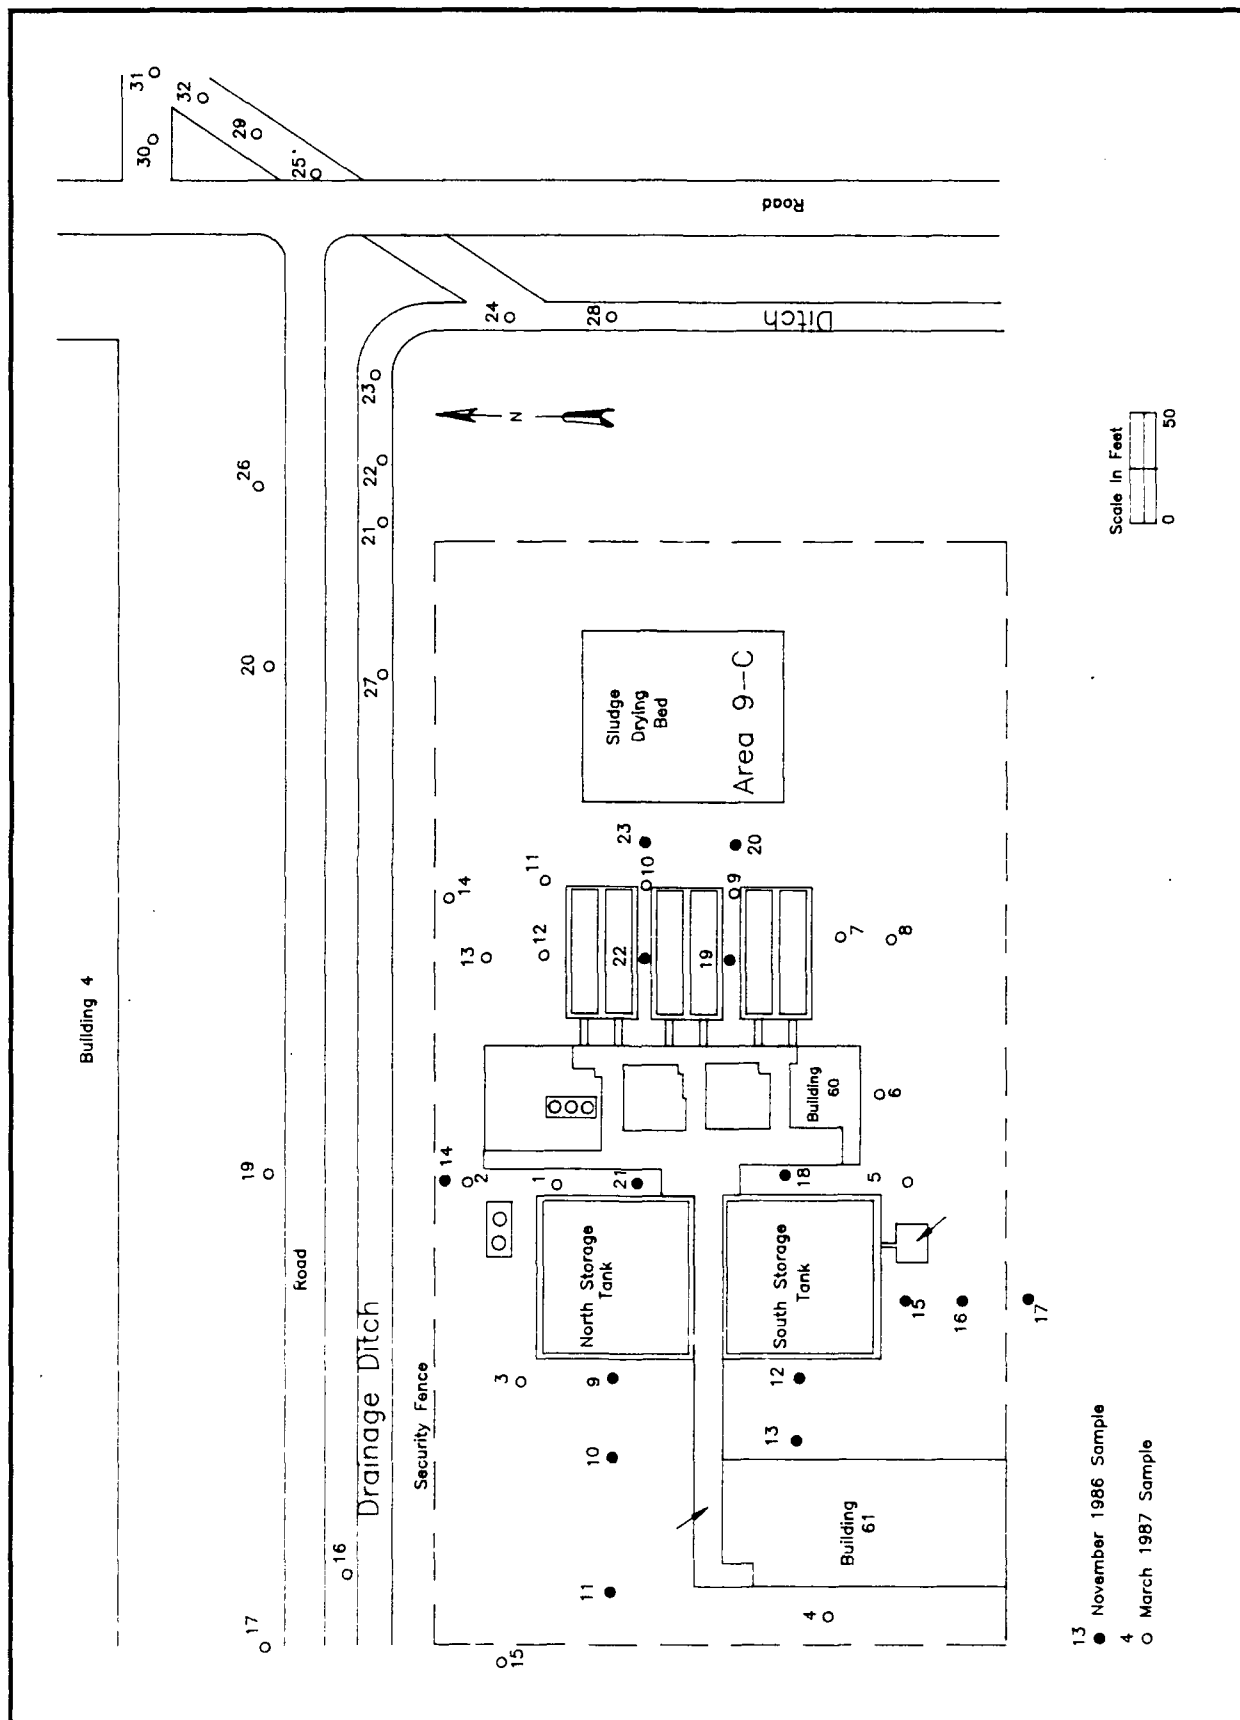 Building 4
17
19
20
26
30
31
32
29
25
Road
16
Drainage Ditch
27
21
22
23
24
28
Ditch
Road
N
Security Fence
15
14
2
13
14
3
1
12
11
11
10
9
North Storage
Tank
21
22
10
23
Sludge
Drying
Bed
Area 9--C
19
9
20
4
13
12
South Storage
Tank
18
Building
60
Building
61
7
8
5
6
15
16
17
Scale In Feet
0
50
13
November 1986 Sample
4
March 1987 Sample